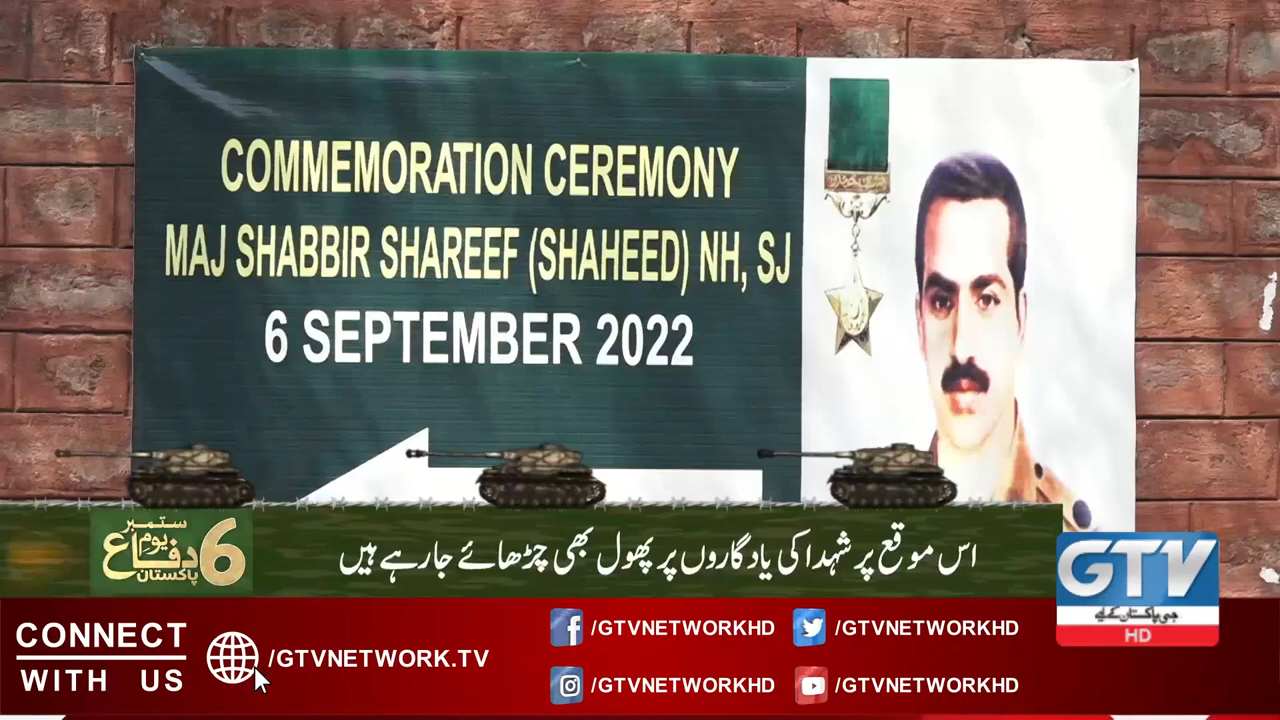 COMMEMORATION CEREMONY
MAJ SHABBIR SHAREEF (SHAHEED) NH, SJ
6 SEPTEMBER 2022
6 ستمبر
یوم دفاع
پاکستان
اس موقع پر شہدا کی یادگاروں پر پھول بھی چڑھائے جارہے ہیں
GTV
جی پاکستان کے لیے
HD
CONNECT
WITH US
/GTVNETWORK.TV
/GTVNETWORKHD
/GTVNETWORKHD
/GTVNETWORKHD
/GTVNETWORKHD